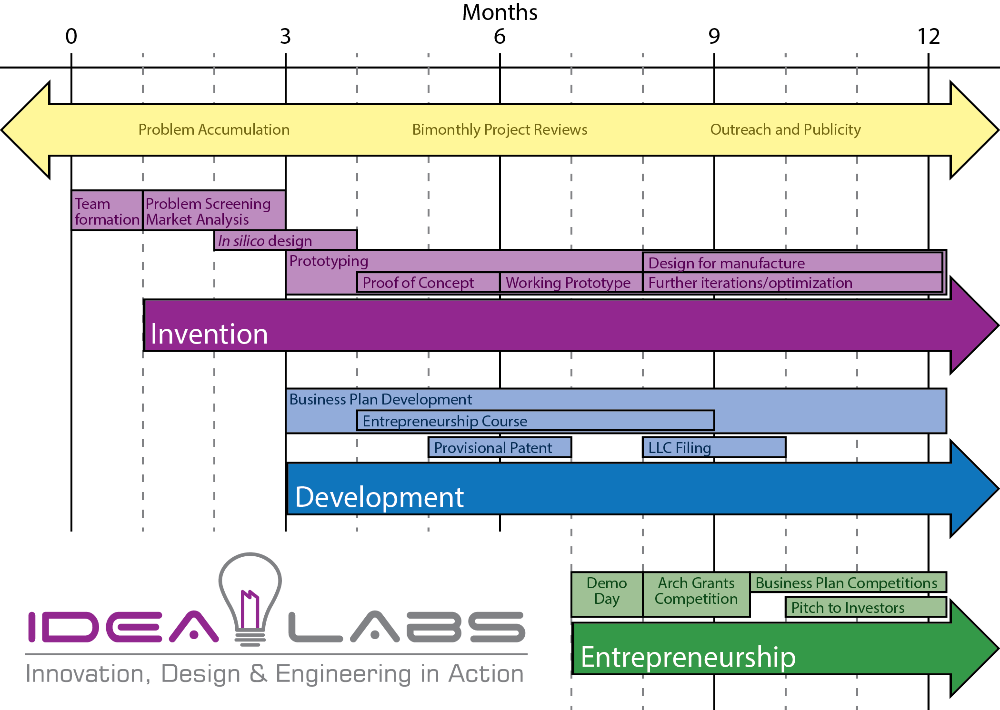 Months
0 3 6 9 12
Problem Accumulation Bimonthly Project Reviews Outreach and Publicity
Team
formation
Problem Screening
Market Analysis
In silico design
Prototyping
Design for manufacture
Proof of Concept
Working Prototype
Further iterations/optimization
Invention
Business Plan Development
Entrepreneurship Course
Provisional Patent
LLC Filing
Development
Demo
Day
Arch Grants
Competition
Business Plan Competitions
Pitch to Investors
Entrepreneurship
IDEA LABS
Innovation, Design & Engineering in Action